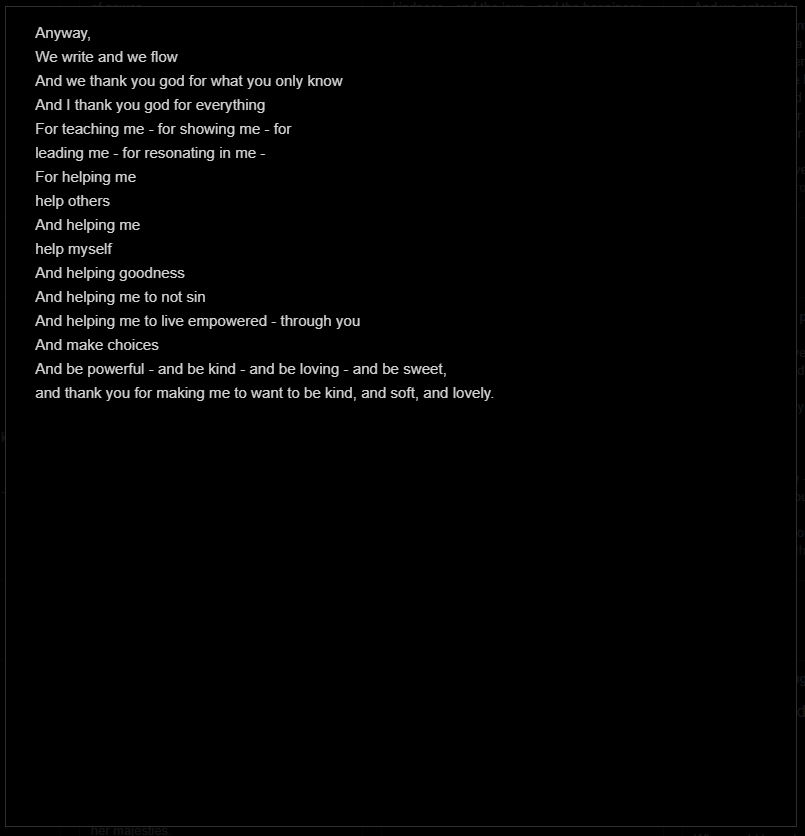 Anyway,
We write and we flow
And we thank you god for what you only know
And I thank you god for everything
For teaching me - for showing me - for
leading me - for resonating in me -
For helping me
help others
And helping me
help myself
And helping goodness
And helping me to not sin
And helping me to live empowered - through you
And make choices
And be powerful - and be kind - and be loving - and be sweet,
and thank you for making me to want to be kind, and soft, and lovely.
her majesties